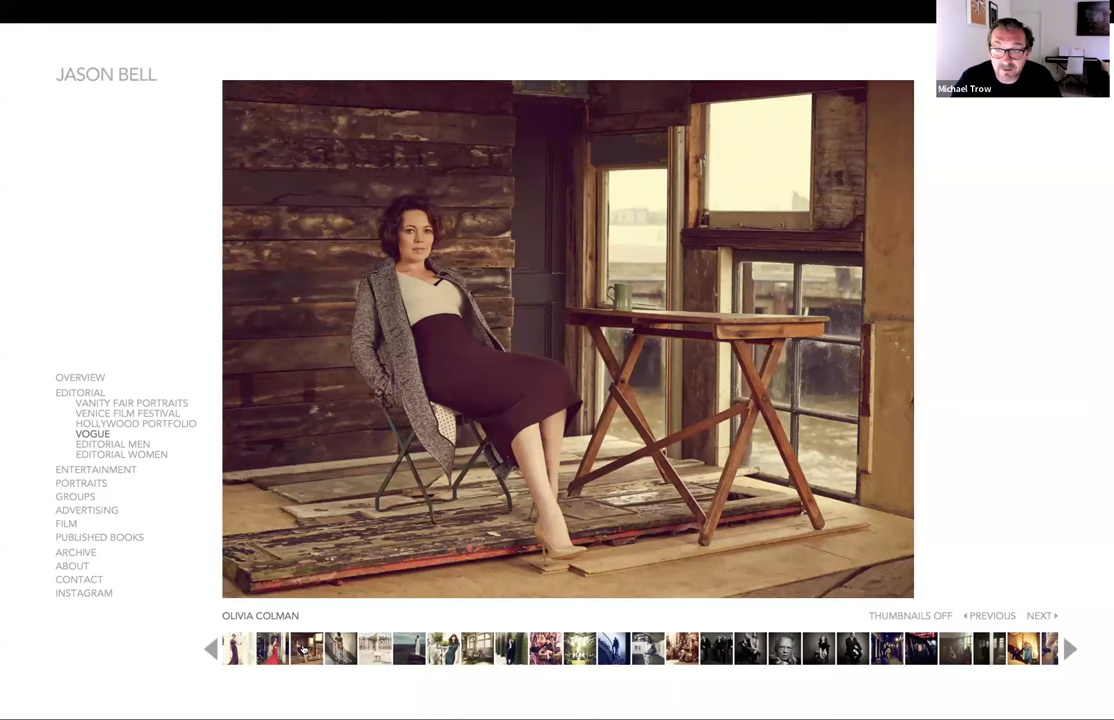 JASON BELL
Michael Trow
OVERVIEW
EDITORIAL
VANITY FAIR PORTRAITS
VENICE FILM FESTIVAL
HOLLYWOOD PORTFOLIO
VOGUE
EDITORIAL MEN
EDITORIAL WOMEN
ENTERTAINMENT
PORTRAITS
GROUPS
ADVERTISING
FILM
PUBLISHED BOOKS
ARCHIVE
ABOUT
CONTACT
INSTAGRAM
OLIVIA COLMAN
THUMBNAILS OFF PREVIOUS NEXT